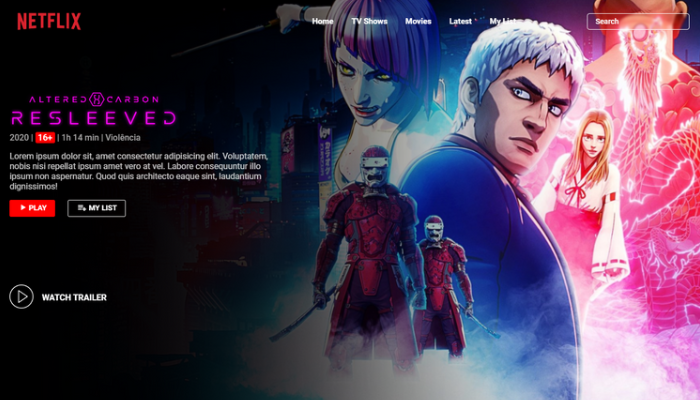 NETFLIX
Home TV Shows Movies Latest My List
Search
ALTERED CARBON
RESLEEVED
2020 | 16+ | 1h 14 min | Violência
Lorem ipsum dolor sit, amet consectetur adipisicing elit. Voluptatem,
nobis nisi repellat ipsum amet vero at vel. Labore consequuntur illo
ipsum non aspernatur. Quod quis architecto eaque sint, laudantium
dignissimos!
PLAY
MY LIST
WATCH TRAILER